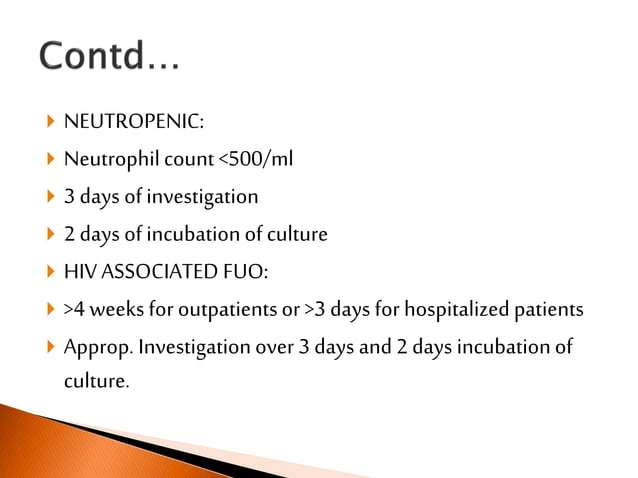 Contd...
NEUTROPENIC:
Neutrophil count <500/ml
3 days of investigation
2 days of incubation of culture
HIV ASSOCIATED FUO:
>4 weeks for outpatients or >3 days for hospitalized patients
Approp. Investigation over 3 days and 2 days incubation of
culture.